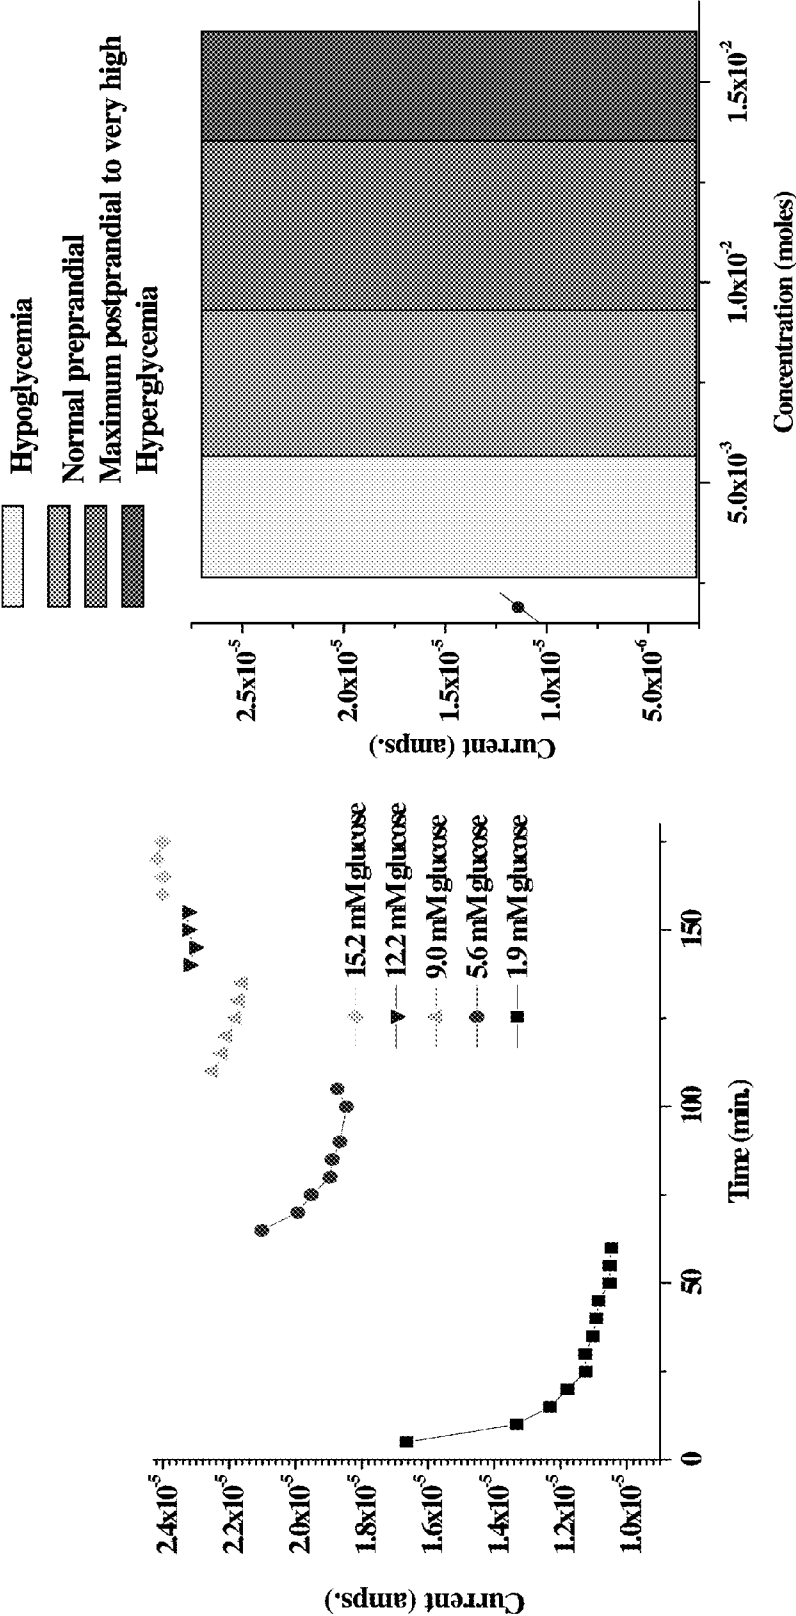 2.4x10⁻⁵
2.2x10⁻⁵
2.0x10⁻⁵
1.8x10⁻⁵
1.6x10⁻⁵
1.4x10⁻⁵
1.2x10⁻⁵
1.0x10⁻⁵
Current (amps.)
0
50
100
150
Time (min.)
15.2 mM glucose
12.2 mM glucose
9.0 mM glucose
5.6 mM glucose
1.9 mM glucose
Hypoglycemia
Normal preprandial
Maximum postprandial to very high
Hyperglycemia
2.5x10⁻⁵
2.0x10⁻⁵
1.5x10⁻⁵
1.0x10⁻⁵
5.0x10⁻⁶
Current (amps.)
5.0x10⁻³
1.0x10⁻²
1.5x10⁻²
Concentration (moles)